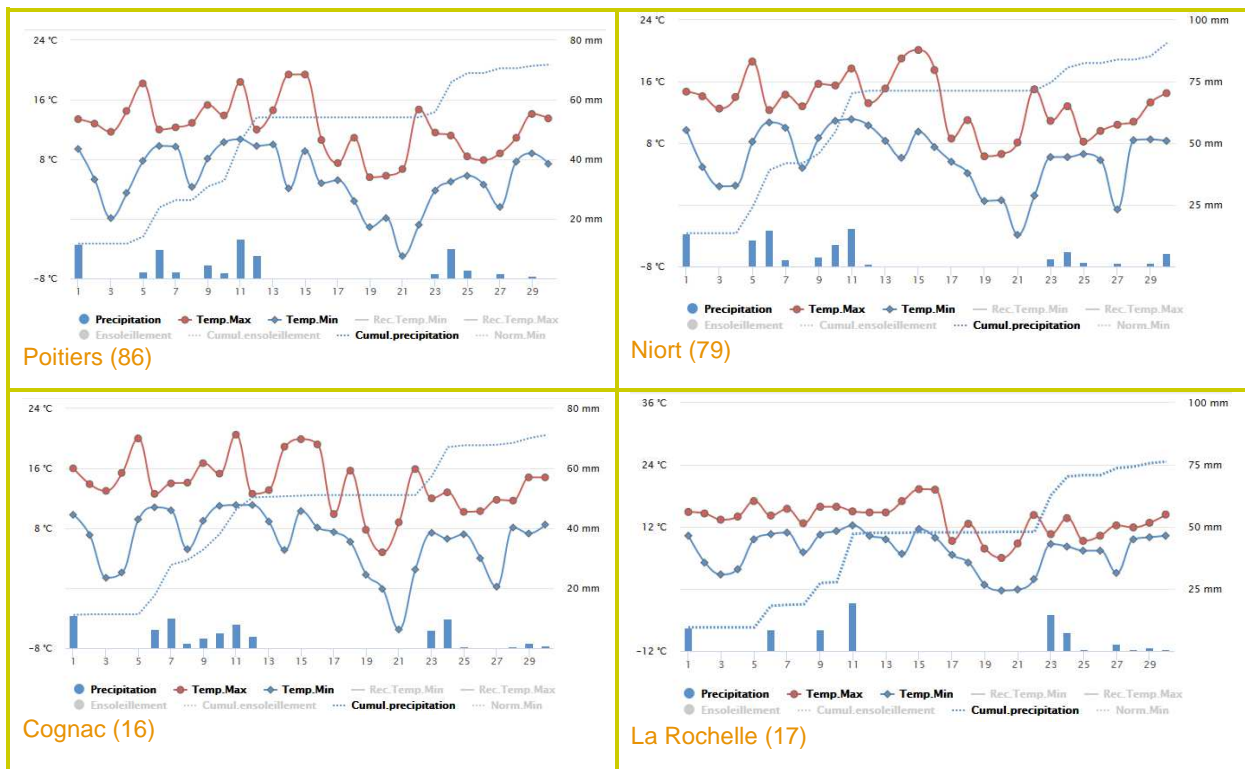 24 °C
80 mm
16 °C
60 mm
8 °C
40 mm
20 mm
-8 °C
1 3 5 7 9 11 13 15 17 19 21 23 25 27 29
Precipitation Temp.Max Temp.Min Rec.Temp.Min Rec.Temp.Max
Ensoleillement Cumul.ensoleillement Cumul.precipitation Norm.Min
Poitiers (86)
24 °C
100 mm
16 °C
75 mm
8 °C
50 mm
25 mm
-8 °C
1 3 5 7 9 11 13 15 17 19 21 23 25 27 29
Precipitation Temp.Max Temp.Min Rec.Temp.Min Rec.Temp.Max
Ensoleillement Cumul.ensoleillement Cumul.precipitation Norm.Min
Niort (79)
24 °C
80 mm
16 °C
60 mm
8 °C
40 mm
20 mm
-8 °C
1 3 5 7 9 11 13 15 17 19 21 23 25 27 29
Precipitation Temp.Max Temp.Min Rec.Temp.Min Rec.Temp.Max
Ensoleillement Cumul.ensoleillement Cumul.precipitation Norm.Min
Cognac (16)
36 °C
100 mm
24 °C
75 mm
12 °C
50 mm
25 mm
-12 °C
1 3 5 7 9 11 13 15 17 19 21 23 25 27 29
Precipitation Temp.Max Temp.Min Rec.Temp.Min Rec.Temp.Max
Ensoleillement Cumul.ensoleillement Cumul.precipitation Norm.Min
La Rochelle (17)